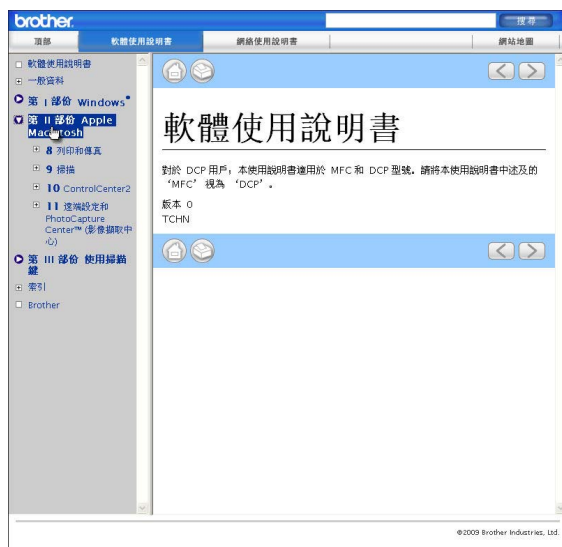 brother.
搜尋
頂部
軟體使用說明書
網絡使用說明書
網站地圖
軟體使用說明書
一般資料
第 I 部份 Windows®
第 II 部份 Apple
Macintosh
8 列印和傳真
9 掃描
10 ControlCenter2
11 遠端設定和
PhotoCapture
Center™ (影像擷取中
心)
第 III 部份 使用掃描
鍵
索引
Brother
軟體使用說明書
對於 DCP 用戶：本使用說明書適用於 MFC 和 DCP 型號。請將本使用說明書中述及的
‘MFC’ 視為 ‘DCP’。
版本 0
TCHN
©2009 Brother Industries, Ltd.